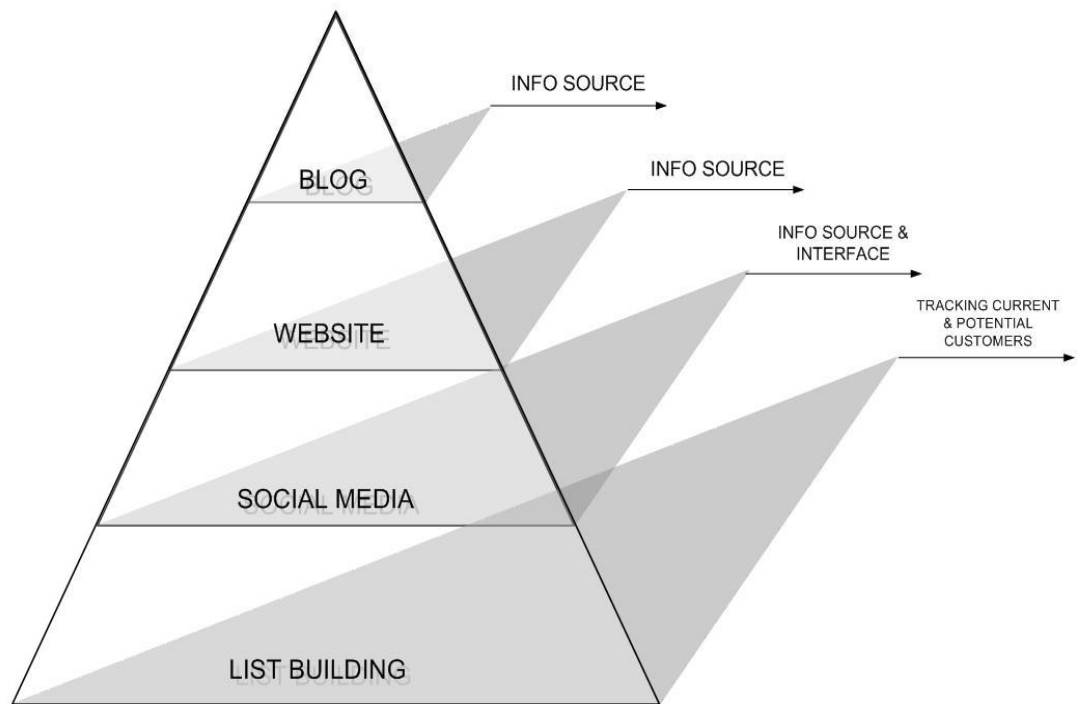 INFO SOURCE
BLOG
INFO SOURCE
INFO SOURCE &
INTERFACE
WEBSITE
TRACKING CURRENT
& POTENTIAL
CUSTOMERS
SOCIAL MEDIA
LIST BUILDING